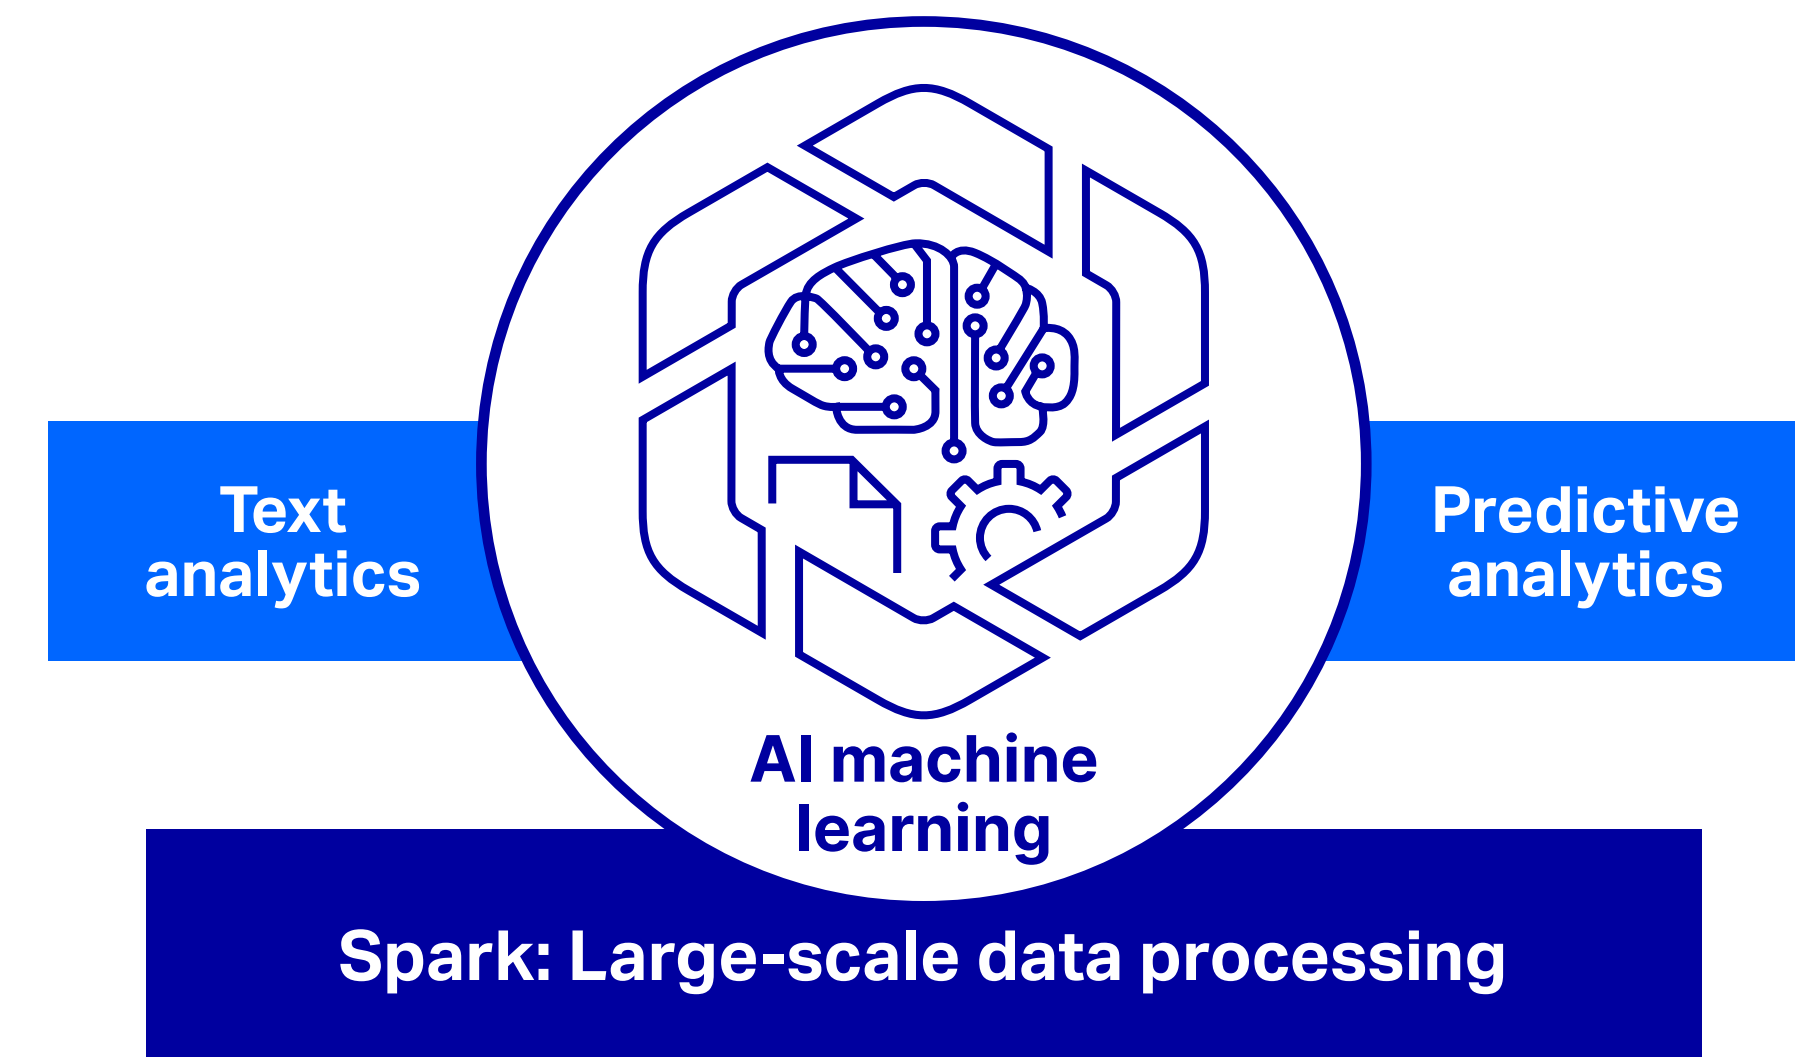 Text
analytics
Predictive
analytics
AI machine
learning
Spark: Large-scale data processing